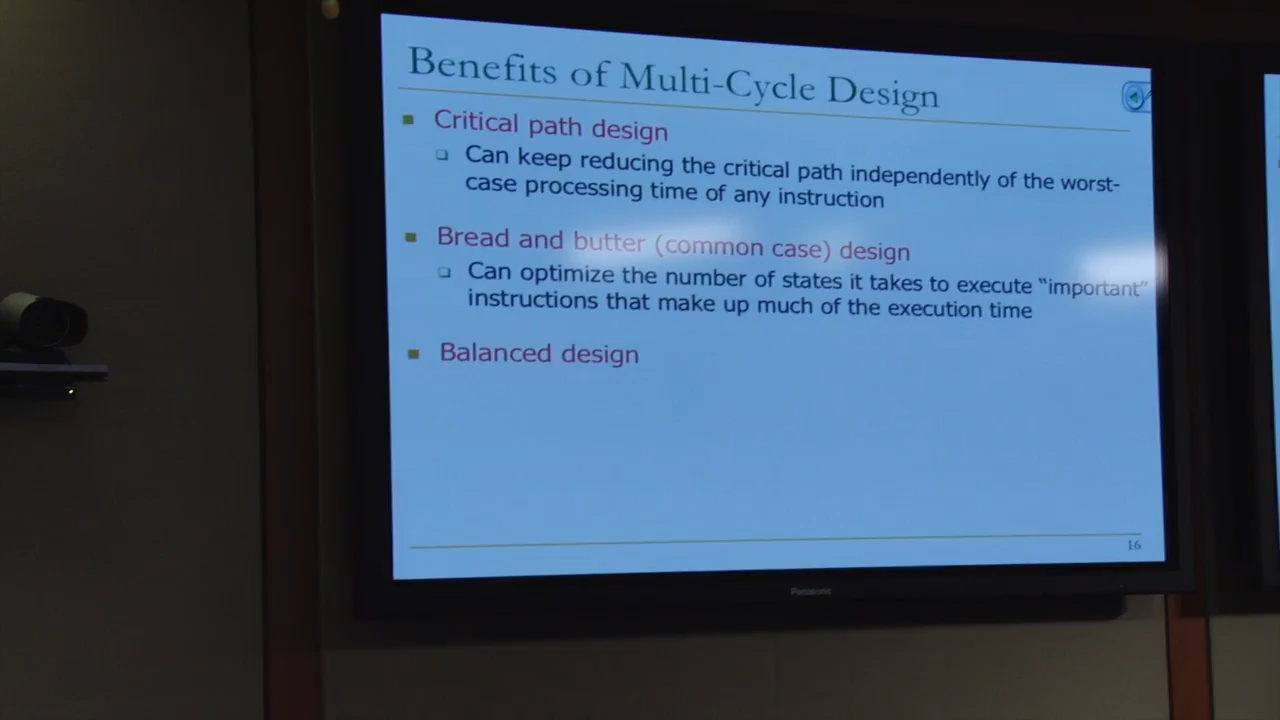 Benefits of Multi-Cycle Design
Critical path design
Can keep reducing the critical path independently of the worst-
case processing time of any instruction
Bread and butter (common case) design
Can optimize the number of states it takes to execute “important”
instructions that make up much of the execution time
Balanced design
16
Panasonic